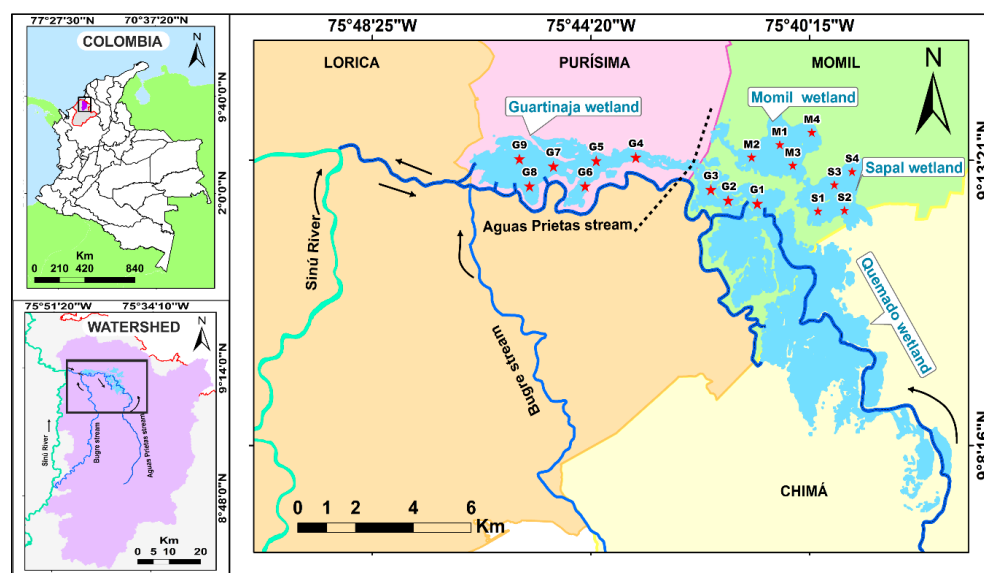 77°27'30"W 70°37'20"W
COLOMBIA
N
9°40'0"N
2°0'0"N
Km
0 210 420 840
75°51'20"W 75°34'10"W
WATERSHED
N
9°14'0"N
8°48'0"N
Sinú River
Bugre stream
Aguas Prietas stream
Km
0 5 10 20
75°48'25"W 75°44'20"W 75°40'15"W
LORICA PURÍSIMA MOMIL
N
Guartinaja wetland
Momil wetland
Sapal wetland
Quemado wetland
M4
M1
M2
M3
S4
S3
S1
S2
G9
G7
G5
G4
G8
G6
G3
G2
G1
Aguas Prietas stream
Sinú River
Bugre stream
CHIMÁ
9°13'21"N
9°8'16"N
0 1 2 4 6
Km